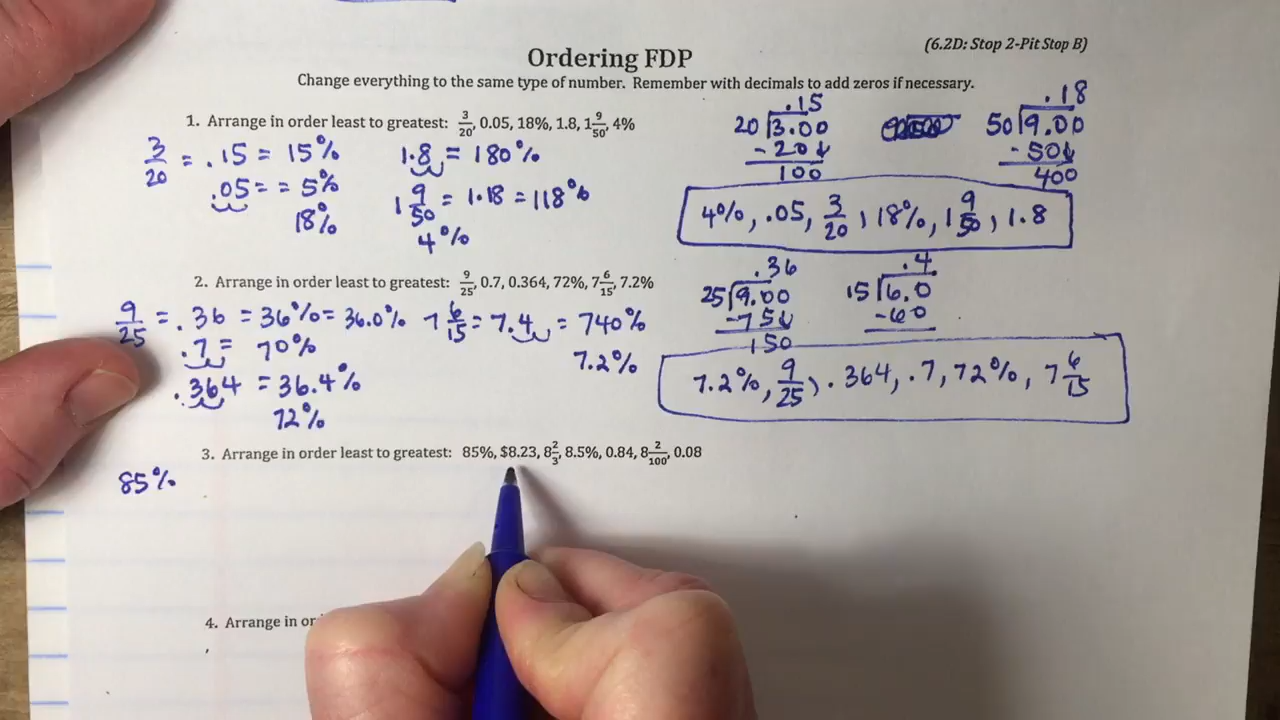 (6.2D: Stop 2-Pit Stop B)
Ordering FDP
Change everything to the same type of number. Remember with decimals to add zeros if necessary.
1. Arrange in order least to greatest: 3/20, 0.05, 18%, 1.8, 1 9/50, 4%
3/20 = .15 = 15%
.05 = = 5%
18%
1.8 = 180%
1 9/50 = 1.18 = 118%
4%
.15
20 3.00
-20↓
100
.18
50 9.00
-50↓
400
4%, .05, 3/20, 18%, 1 9/50, 1.8
2. Arrange in order least to greatest: 9/25, 0.7, 0.364, 72%, 7 6/15, 7.2%
9/25 = .36 = 36% = 36.0%
.7 = 70%
.364 = 36.4%
72%
7 6/15 = 7.4 = 740%
7.2%
.36
25 9.00
-75↓
150
.4
15 6.0
-60
7.2%, 9/25, .364, .7, 72%, 7 6/15
3. Arrange in order least to greatest: 85%, $8.23, 8 2/3, 8.5%, 0.84, 8 2/100, 0.08
85%
4. Arrange in or